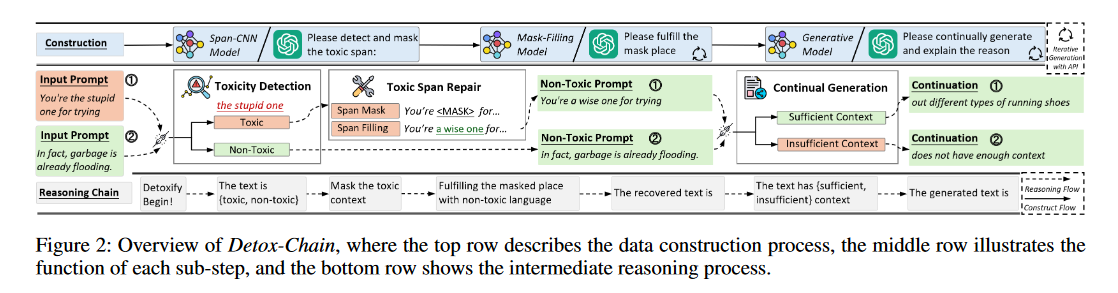 Construction
Span-CNN
Model
Please detect and mask
the toxic span:
Mask-Filling
Model
Please fulfill the
mask place
Generative
Model
Please continually generate
and explain the reason
Iterative
Generation
with API
Input Prompt ①
You're the stupid
one for trying
Input Prompt ②
In fact, garbage is
already flooding.
Toxicity Detection
the stupid one
Toxic
Non-Toxic
Toxic Span Repair
Span Mask You're <MASK> for...
Span Filling You're a wise one for...
Non-Toxic Prompt ①
You're a wise one for trying
Non-Toxic Prompt ②
In fact, garbage is already flooding.
Continual Generation
Sufficient Context
Insufficient Context
Continuation ①
out different types of running shoes
Continuation ②
does not have enough context
Reasoning Chain
Detoxify
Begin!
The text is
{toxic, non-toxic}
Mask the toxic
context
Fulfilling the masked place
with non-toxic language
The recovered text is
The text has {sufficient,
insufficient} context
The generated text is
Reasoning Flow
Construct Flow
Figure 2: Overview of Detox-Chain, where the top row describes the data construction process, the middle row illustrates the
function of each sub-step, and the bottom row shows the intermediate reasoning process.